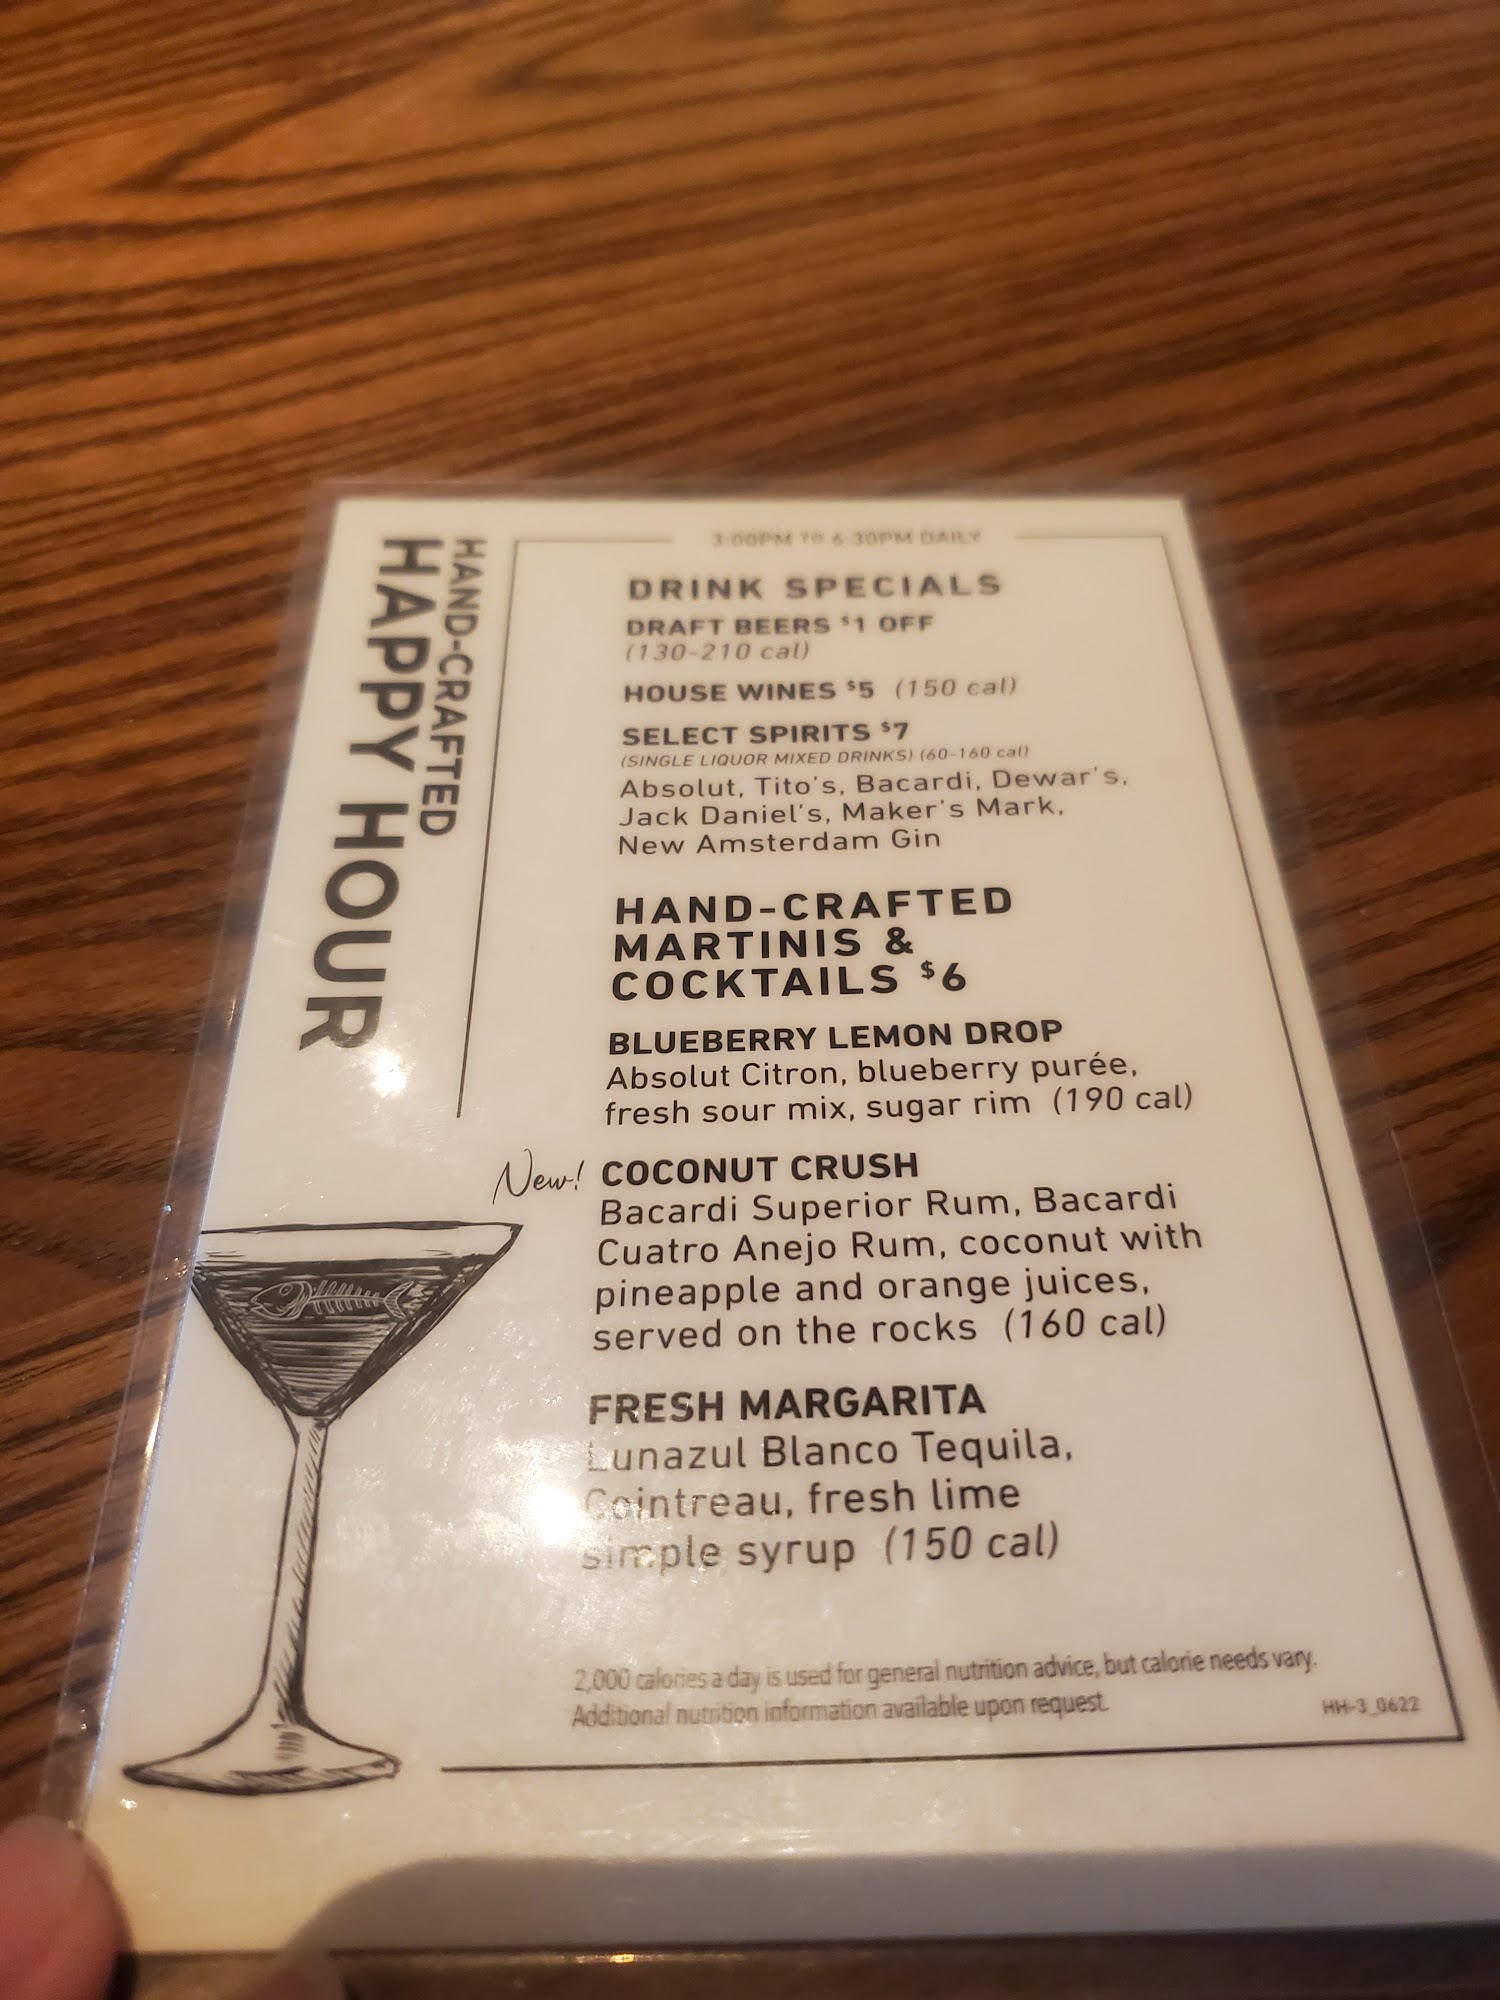 HAND-CRAFTED
HAPPY HOUR
3:00PM TO 6:30PM DAILY
DRINK SPECIALS
DRAFT BEERS $1 OFF
(130-210 cal)
HOUSE WINES $5 (150 cal)
SELECT SPIRITS $7
(SINGLE LIQUOR MIXED DRINKS) (60-160 cal)
Absolut, Tito's, Bacardi, Dewar's,
Jack Daniel's, Maker's Mark,
New Amsterdam Gin
HAND-CRAFTED
MARTINIS &
COCKTAILS $6
BLUEBERRY LEMON DROP
Absolut Citron, blueberry purée,
fresh sour mix, sugar rim (190 cal)
New! COCONUT CRUSH
Bacardi Superior Rum, Bacardi
Cuatro Anejo Rum, coconut with
pineapple and orange juices,
served on the rocks (160 cal)
FRESH MARGARITA
Lunazul Blanco Tequila,
Cointreau, fresh lime
simple syrup (150 cal)
2,000 calories a day is used for general nutrition advice, but calorie needs vary.
Additional nutrition information available upon request.
HH-3_0622